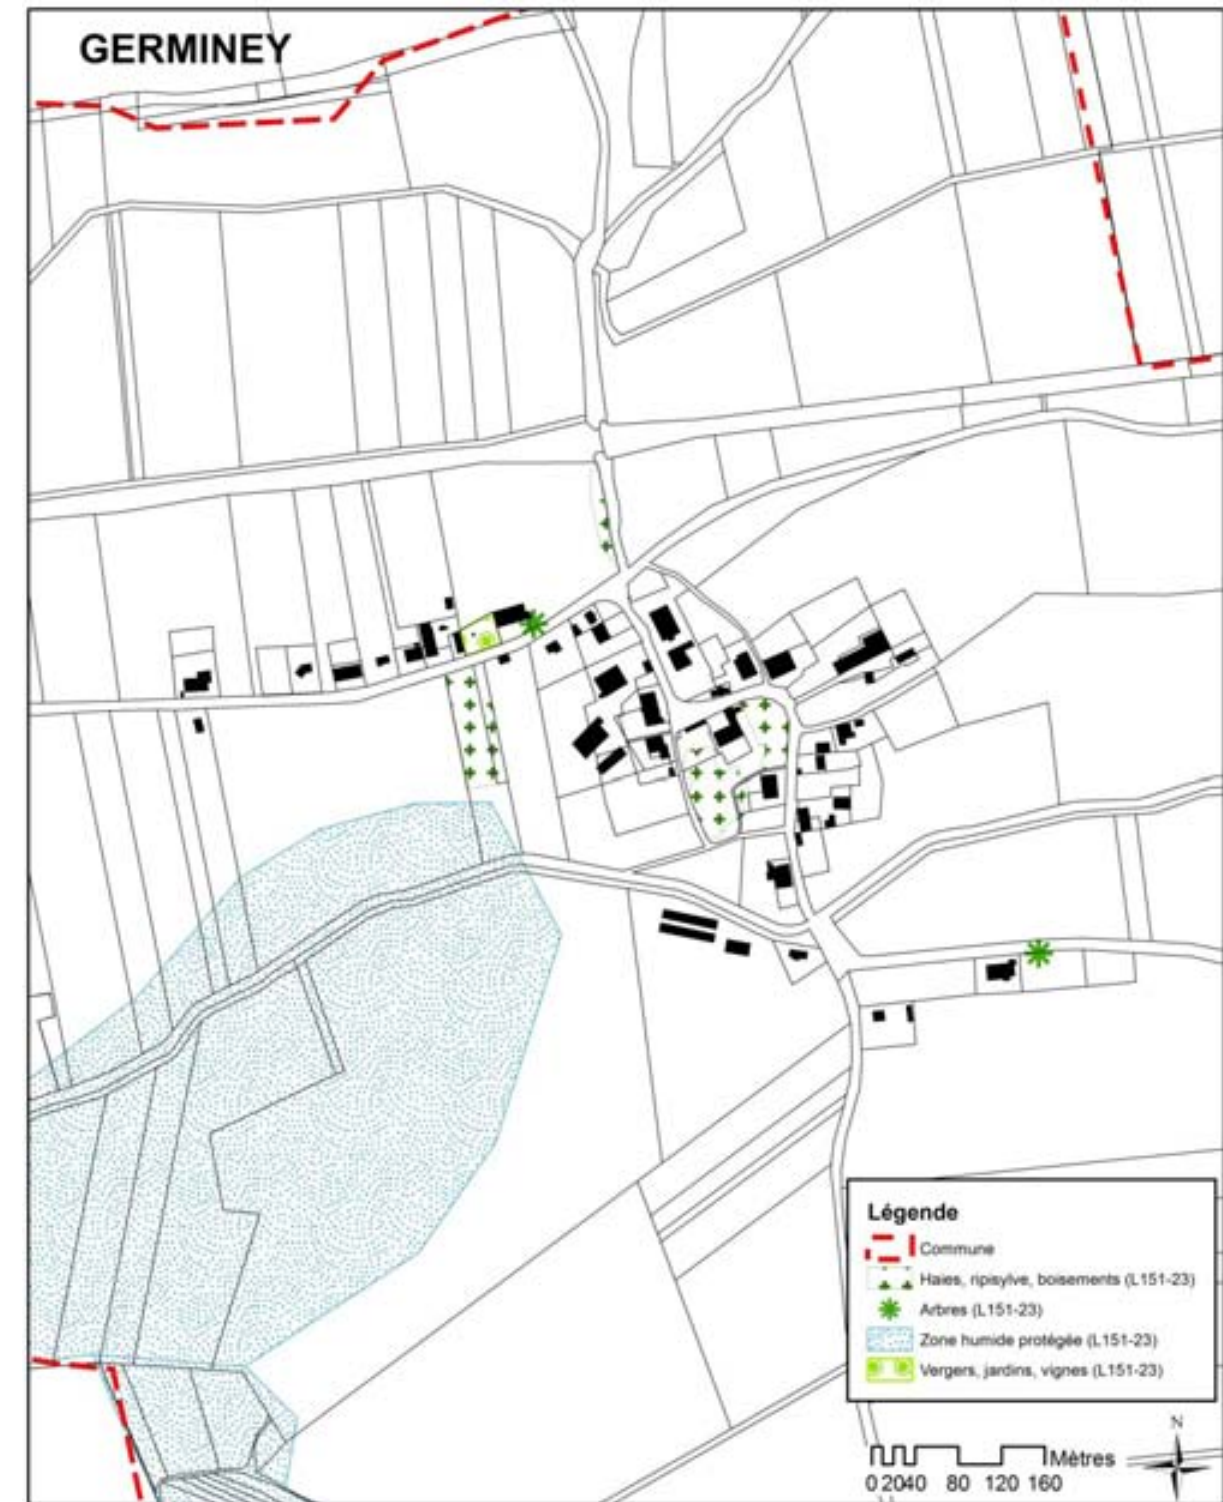 GERMINEY
Légende
Commune
Haies, ripisylve, boisements (L151-23)
Arbres (L151-23)
Zone humide protégée (L151-23)
Vergers, jardins, vignes (L151-23)
N
Mètres
0 20 40 80 120 160